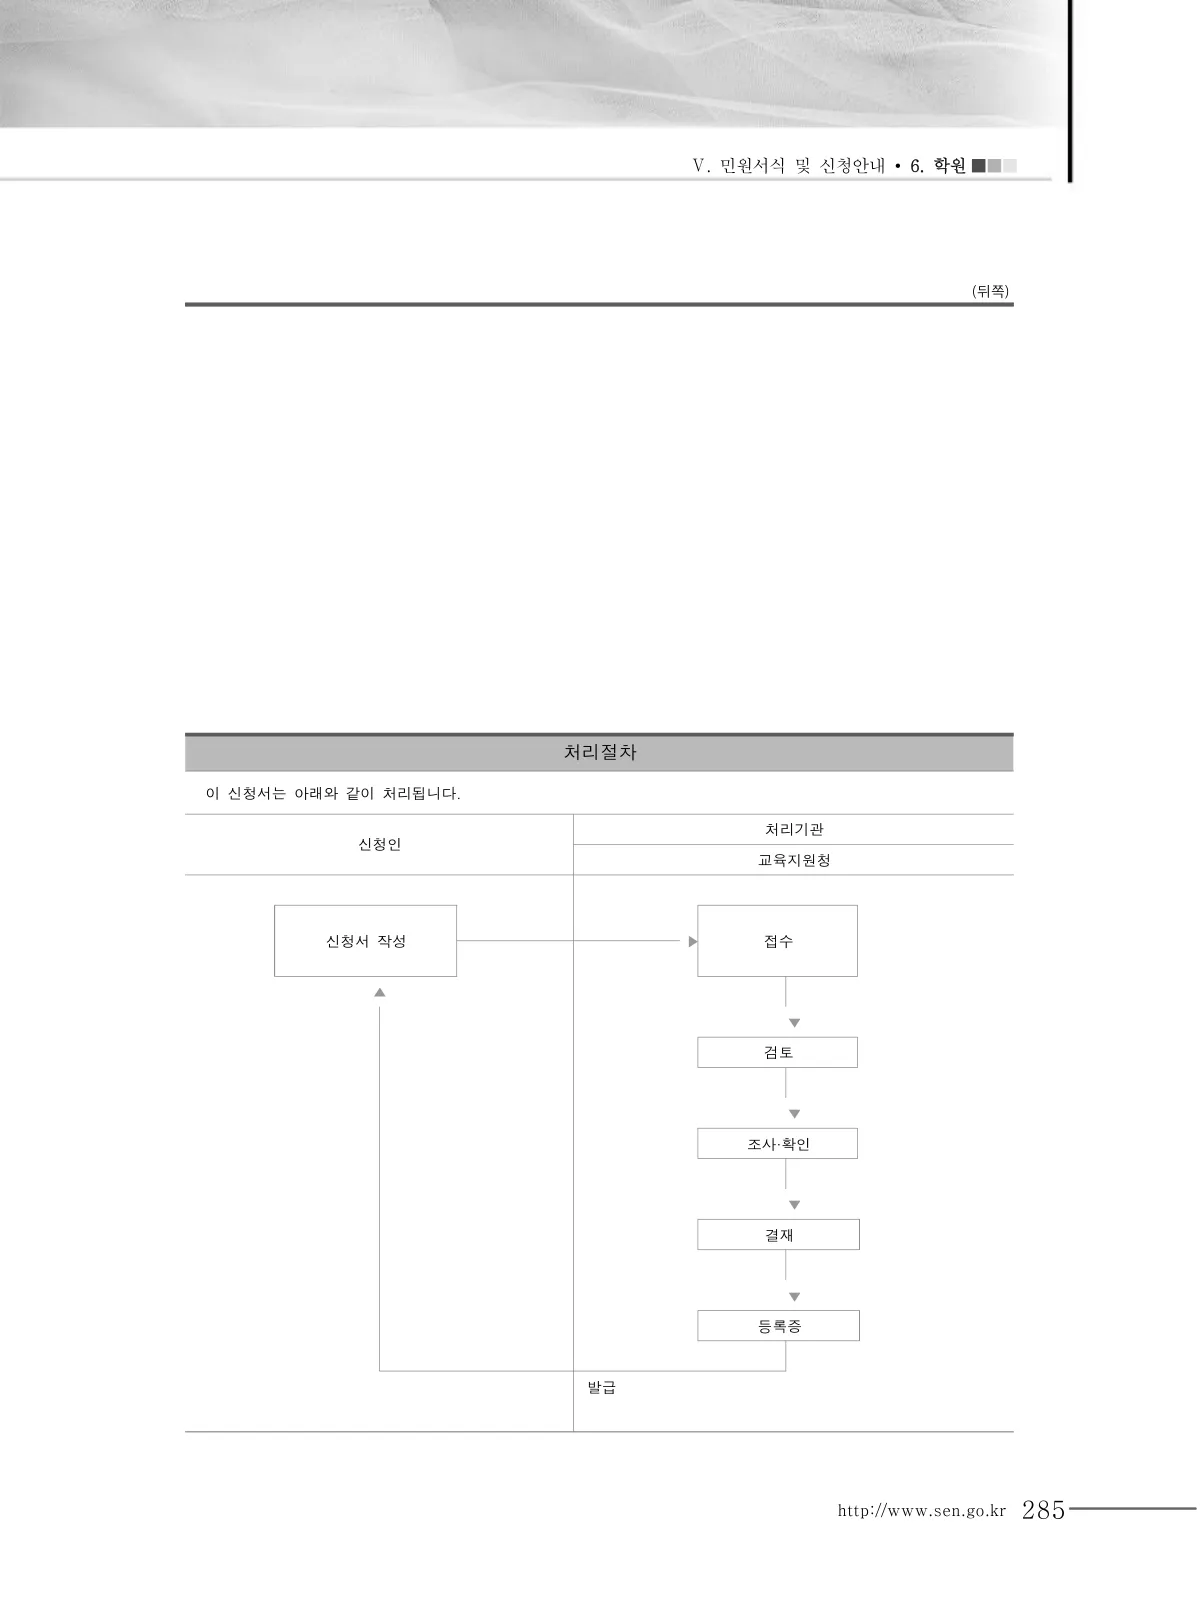 Ⅴ. 민원서식 및 신청안내 • 6. 학원
(뒤쪽)
처리절차
이 신청서는 아래와 같이 처리됩니다.
신청인
처리기관
교육지원청
신청서 작성
접수
검토
조사·확인
결재
등록증
발급
http://www.sen.go.kr 285